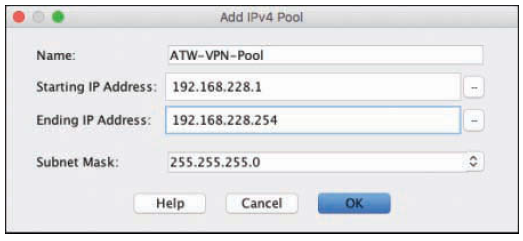 Add IPv4 Pool
Name: ATW-VPN-Pool
Starting IP Address: 192.168.228.1
Ending IP Address: 192.168.228.254
Subnet Mask: 255.255.255.0
Help Cancel OK